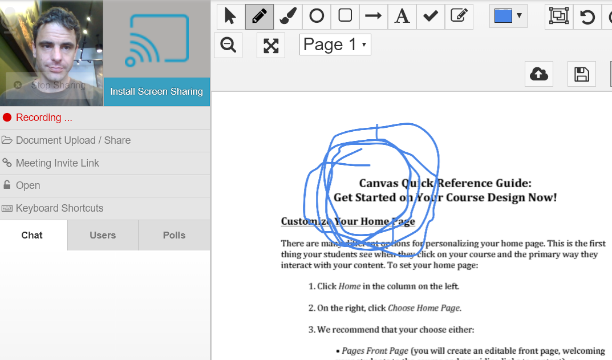 Stop Sharing
Install Screen Sharing
Recording ...
Document Upload / Share
Meeting Invite Link
Open
Keyboard Shortcuts
Chat Users Polls
A
Page 1
Canvas Quick Reference Guide:
Get Started on Your Course Design Now!
Customize Your Home Page
There are many different options for personalizing your home page. This is the first
thing your students see when they click on your course and the primary way they
interact with your content. To set your home page:
1. Click Home in the column on the left.
2. On the right, click Choose Home Page.
3. We recommend that your choose either:
• Pages Front Page (you will create an editable front page, welcoming